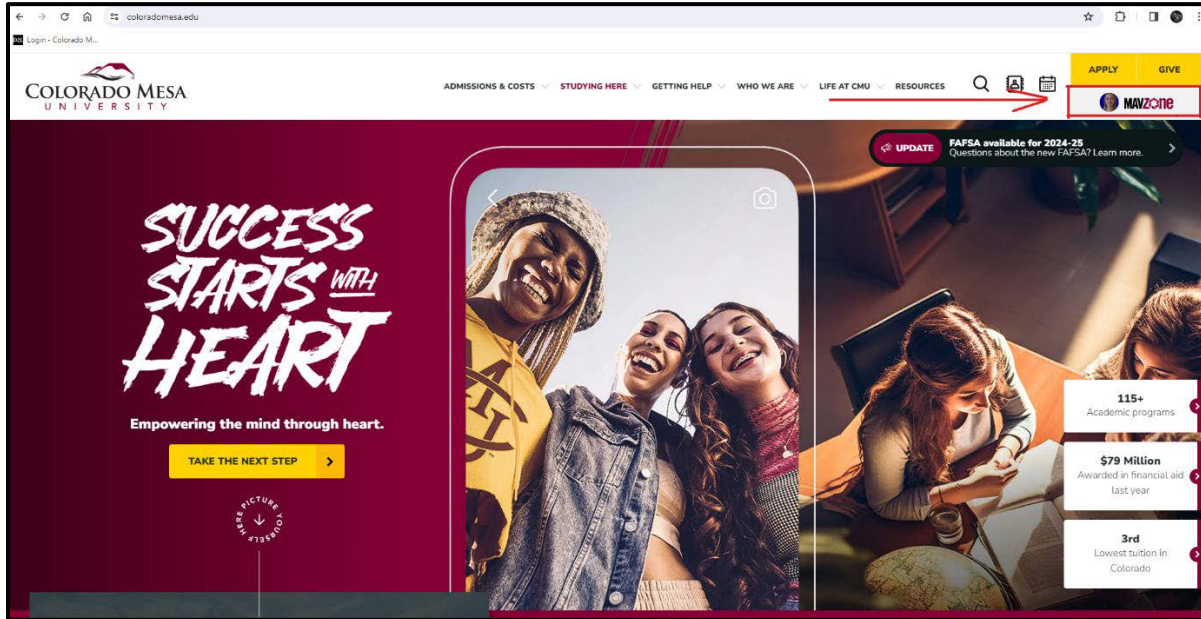 coloradomesa.edu
D2L Login - Colorado M...
COLORADO MESA
UNIVERSITY
ADMISSIONS & COSTS STUDYING HERE GETTING HELP WHO WE ARE LIFE AT CMU RESOURCES
APPLY GIVE
MAVZONE
UPDATE
FAFSA available for 2024-25
Questions about the new FAFSA? Learn more.
SUCCESS
STARTS WITH
HEART
Empowering the mind through heart.
TAKE THE NEXT STEP
PICTURE YOURSELF HERE
115+
Academic programs
$79 Million
Awarded in financial aid
last year
3rd
Lowest tuition in
Colorado